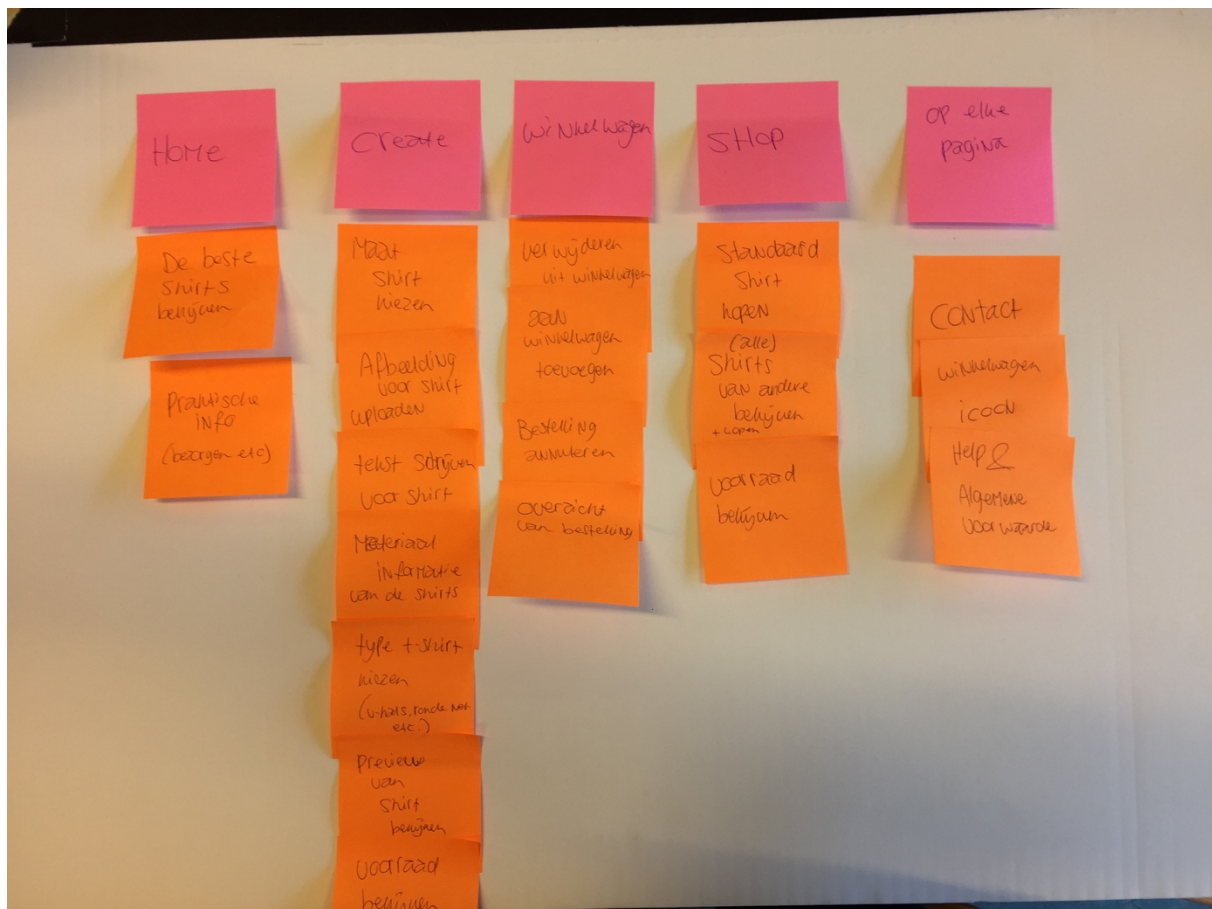 Home
De beste
shirts
bekijken
Praktische
info
(bezorgen etc)
Create
Maat
shirt
kiezen
Afbeelding
voor shirt
uploaden
tekst schrijven
voor shirt
Materiaal
informatie
van de shirts
type t-shirt
kiezen
(v-hals, ronde nek
etc.)
Preview
van
shirt
bekijken
voorraad
bekijken
winkelwagen
verwijderen
uit winkelwagen
aan
winkelwagen
toevoegen
Bestelling
annuleren
overzicht
van bestelling
SHOP
Standaard
shirt
kopen
(alle)
Shirts
van andere
bekijken
+ kopen
voorraad
bekijken
op elke
pagina
Contact
winkelwagen
icoon
Help &
Algemene
voorwaarde